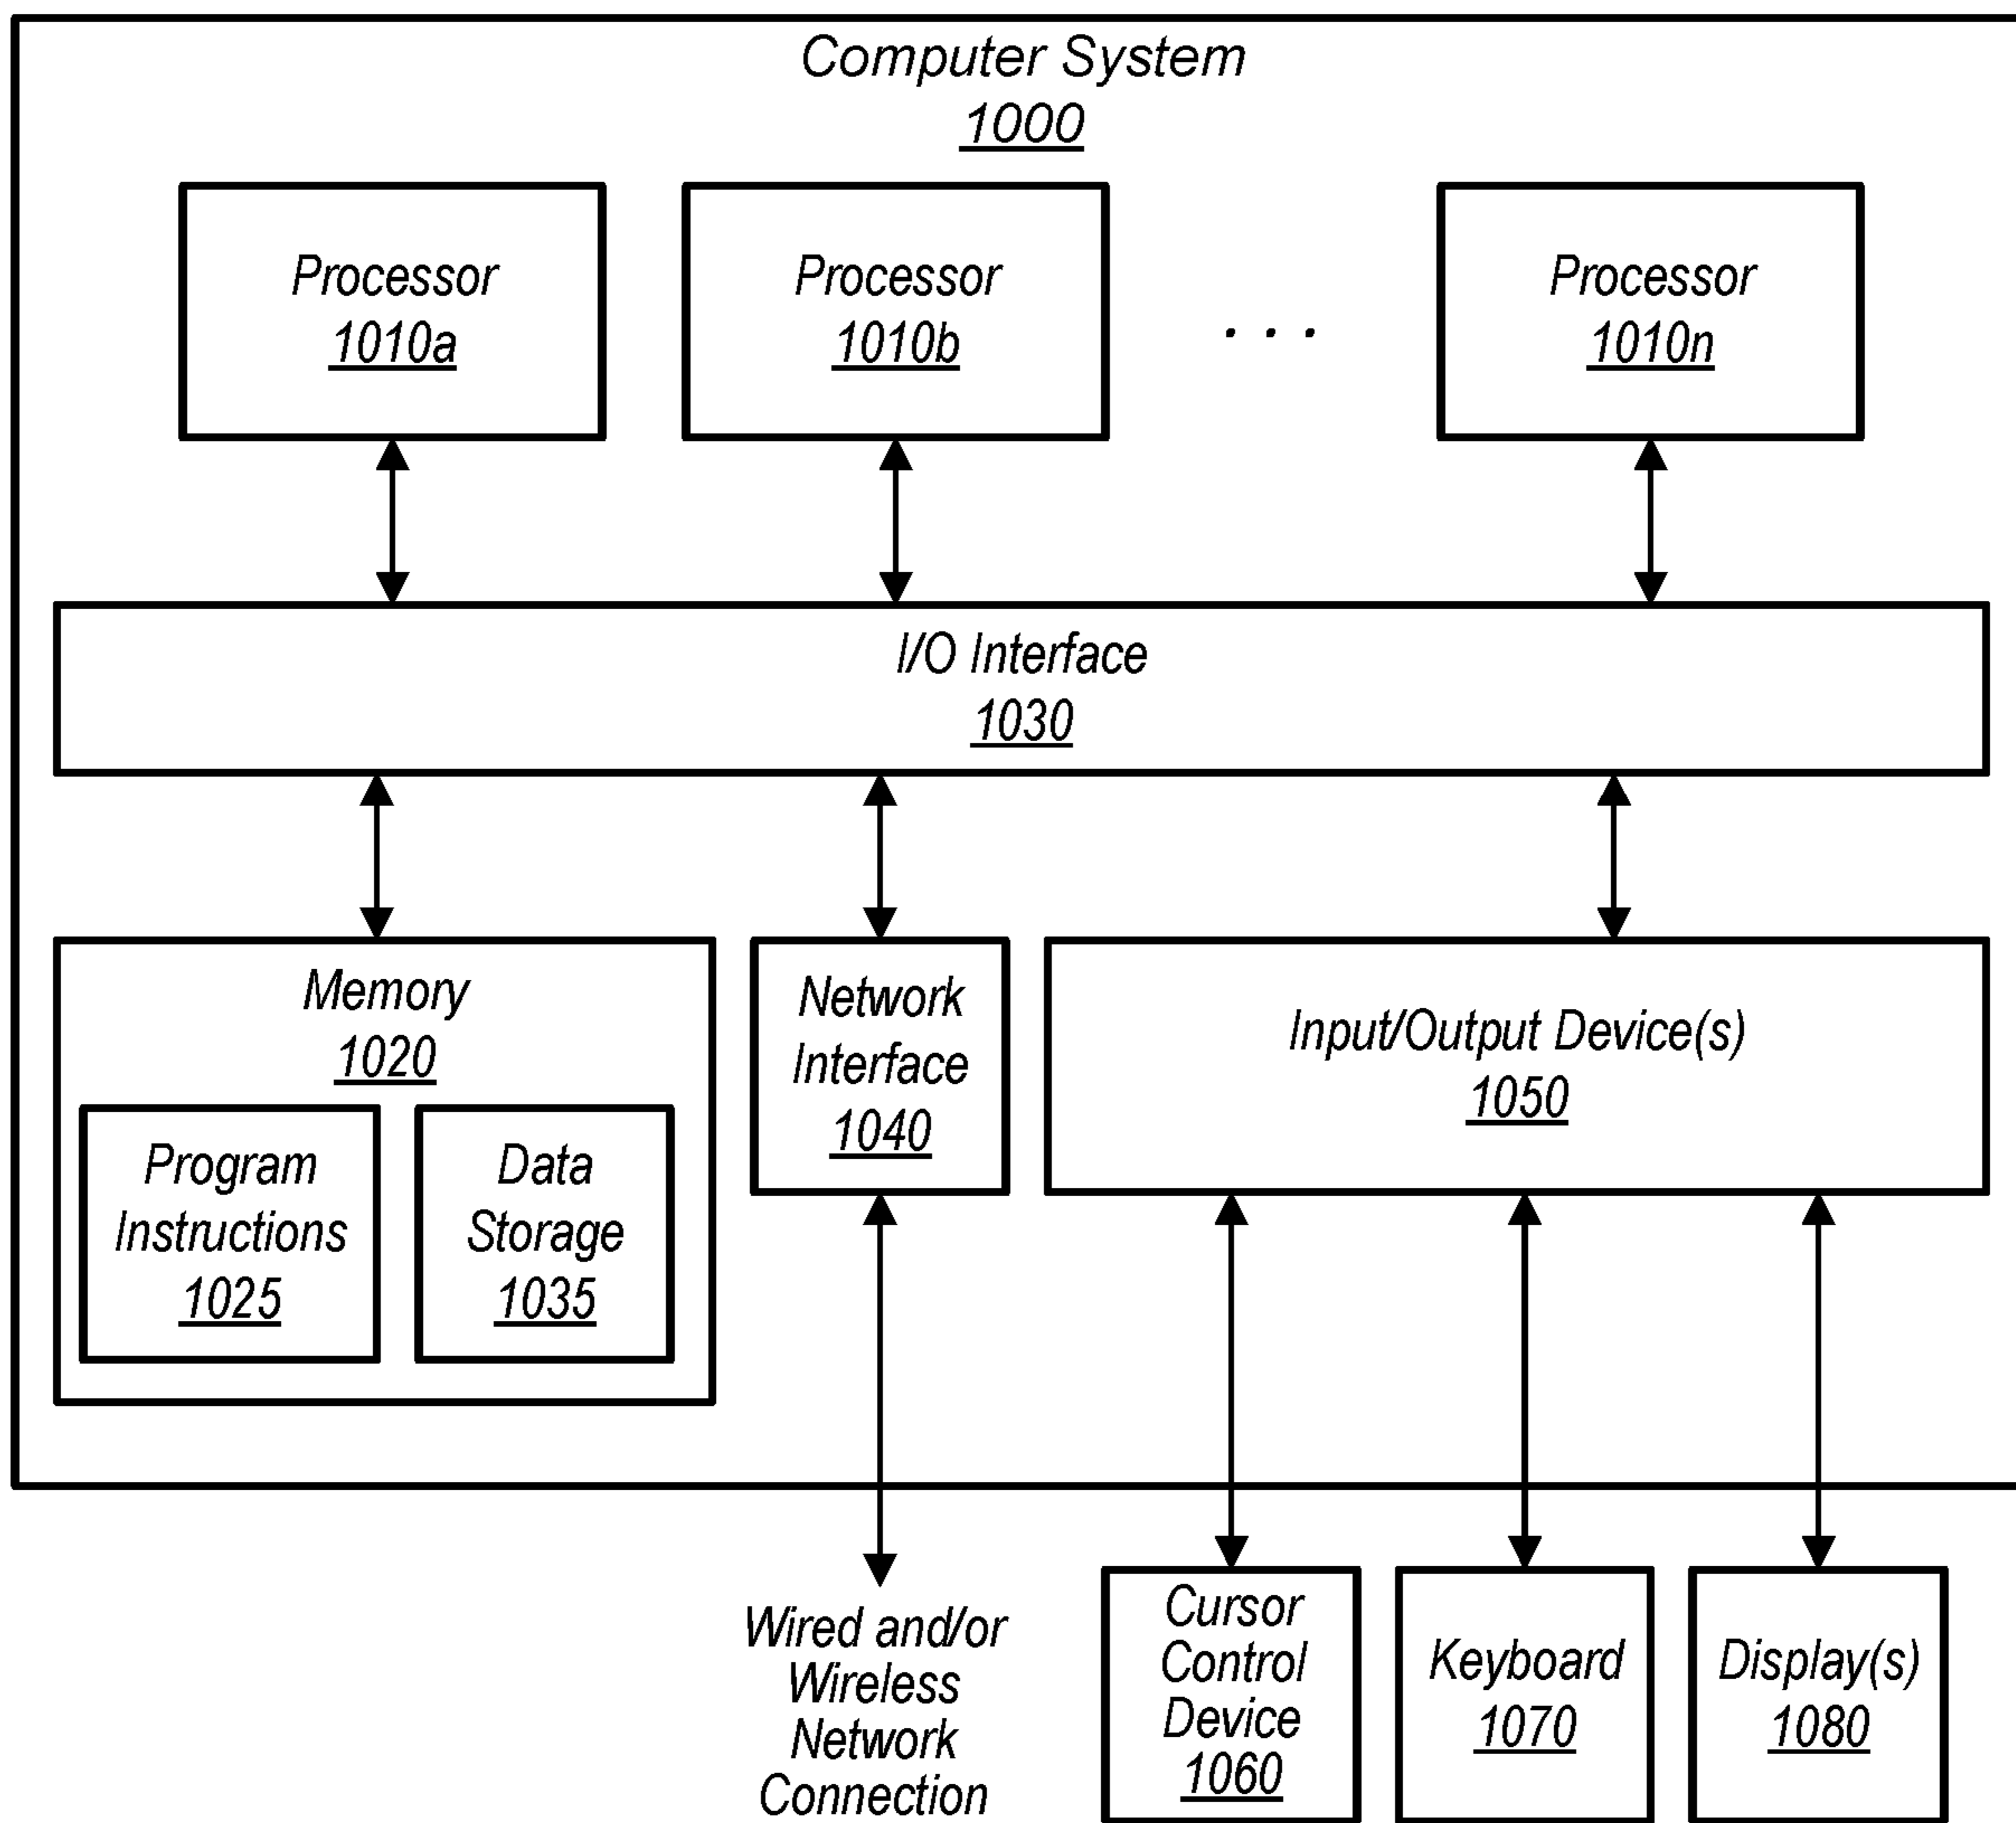 Computer System
1000
Processor
1010a
Processor
1010b
. . .
Processor
1010n
I/O Interface
1030
Memory
1020
Program
Instructions
1025
Data
Storage
1035
Network
Interface
1040
Input/Output Device(s)
1050
Wired and/or
Wireless
Network
Connection
Cursor
Control
Device
1060
Keyboard
1070
Display(s)
1080